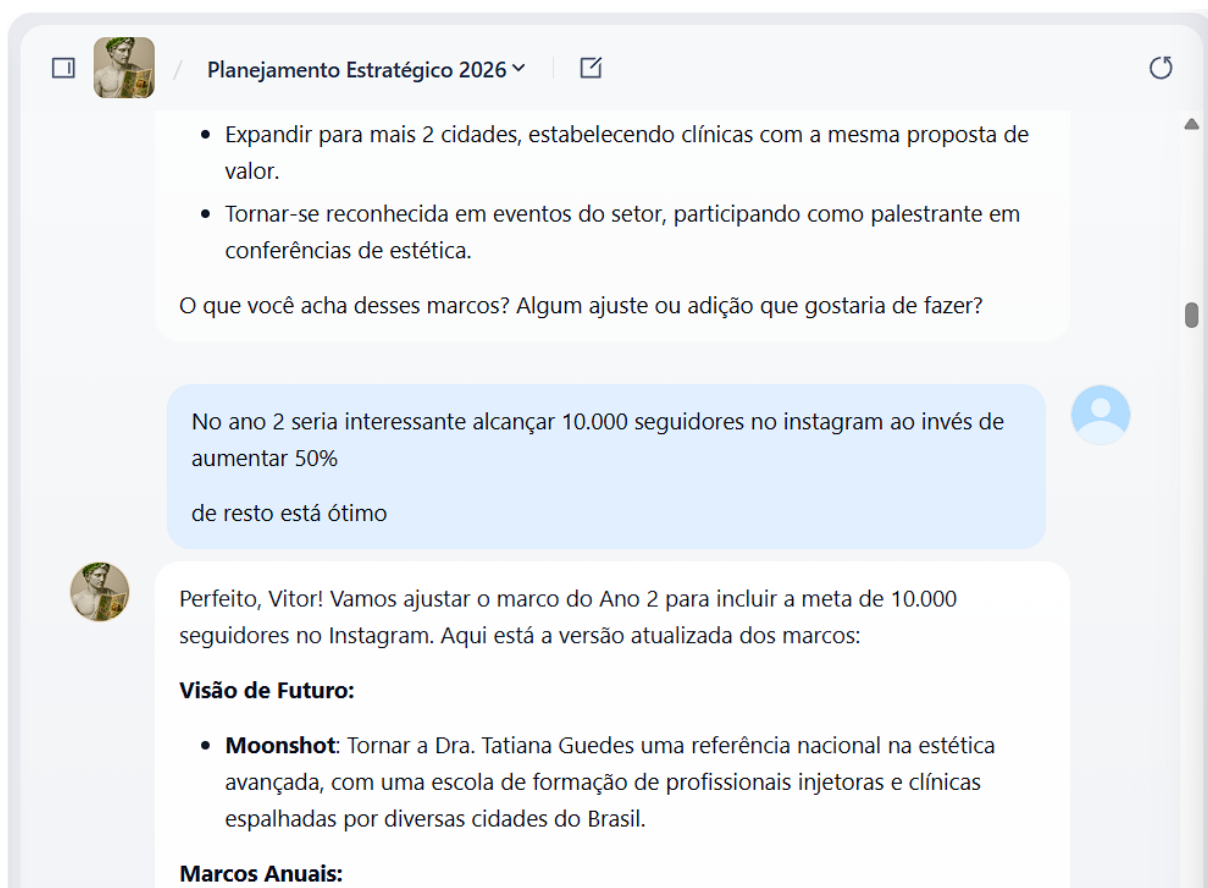 Planejamento Estratégico 2026
• Expandir para mais 2 cidades, estabelecendo clínicas com a mesma proposta de
valor.
• Tornar-se reconhecida em eventos do setor, participando como palestrante em
conferências de estética.
O que você acha desses marcos? Algum ajuste ou adição que gostaria de fazer?
No ano 2 seria interessante alcançar 10.000 seguidores no instagram ao invés de
aumentar 50%
de resto está ótimo
Perfeito, Vitor! Vamos ajustar o marco do Ano 2 para incluir a meta de 10.000
seguidores no Instagram. Aqui está a versão atualizada dos marcos:
Visão de Futuro:
• Moonshot: Tornar a Dra. Tatiana Guedes uma referência nacional na estética
avançada, com uma escola de formação de profissionais injetoras e clínicas
espalhadas por diversas cidades do Brasil.
Marcos Anuais: